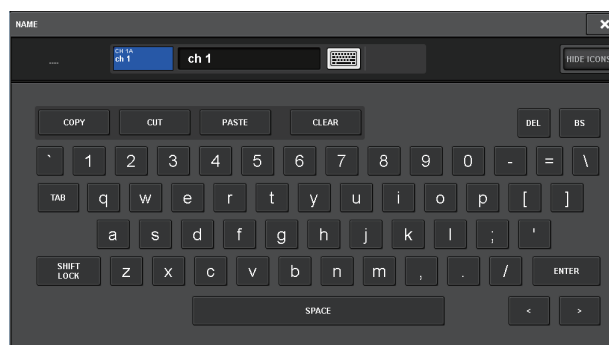 NAME ×
---- CH 1A ch 1 HIDE ICONS
ch 1
COPY CUT PASTE CLEAR DEL BS
` 1 2 3 4 5 6 7 8 9 0 - = \
TAB q w e r t y u i o p [ ]
a s d f g h j k l ; '
SHIFT LOCK z x c v b n m , . / ENTER
SPACE < >